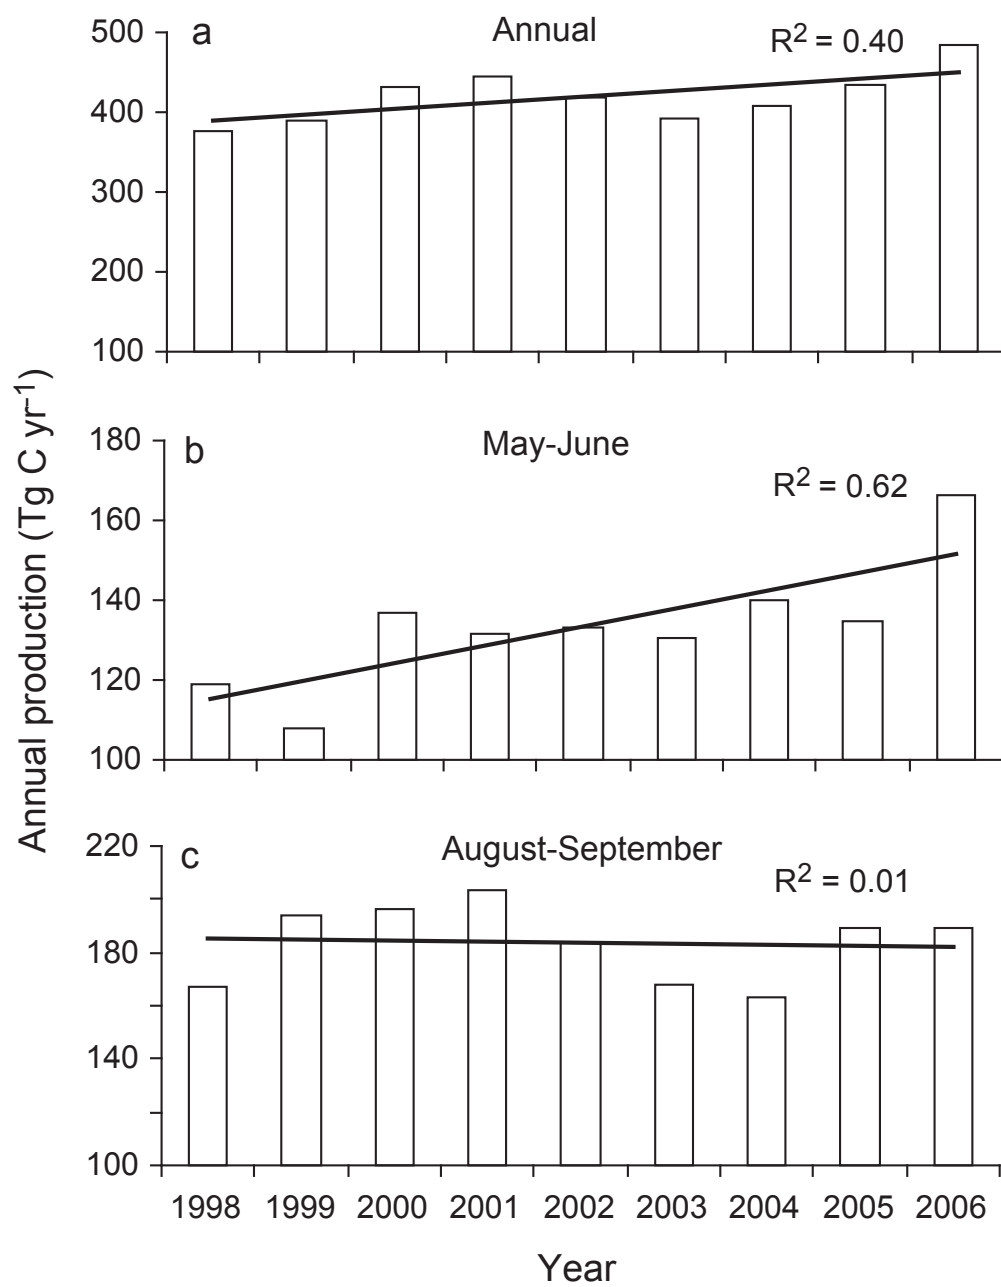 a
Annual
R² = 0.40
500
400
300
200
100
b
May-June
R² = 0.62
180
160
140
120
100
Annual production (Tg C yr⁻¹)
c
August-September
R² = 0.01
220
180
140
100
1998 1999 2000 2001 2002 2003 2004 2005 2006
Year